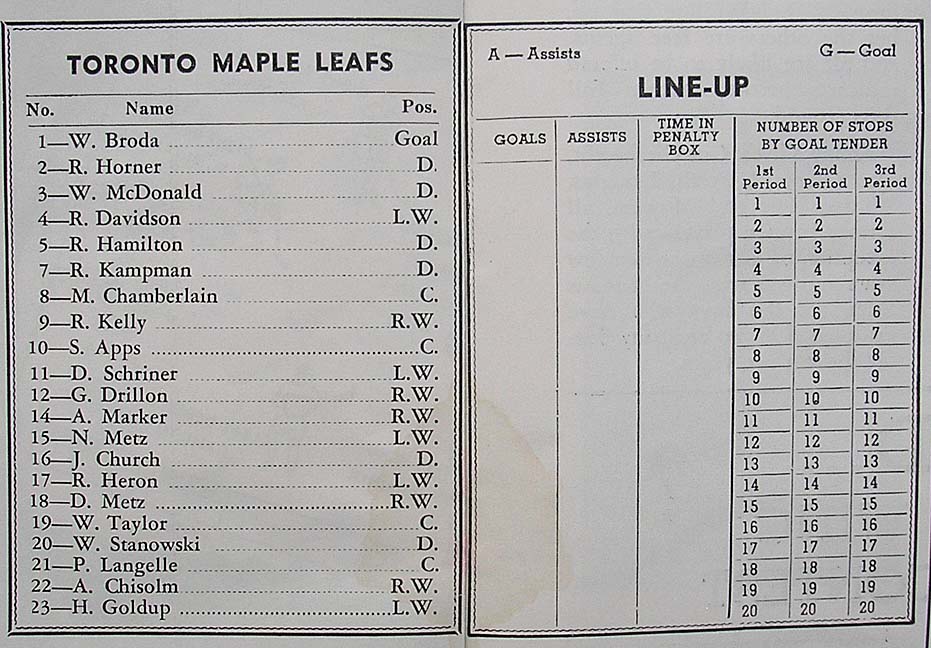 TORONTO MAPLE LEAFS
No. Name Pos.
1—W. Broda Goal
2—R. Horner D.
3—W. McDonald D.
4—R. Davidson L.W.
5—R. Hamilton D.
7—R. Kampman D.
8—M. Chamberlain C.
9—R. Kelly R.W.
10—S. Apps C.
11—D. Schriner L.W.
12—G. Drillon R.W.
14—A. Marker R.W.
15—N. Metz L.W.
16—J. Church D.
17—R. Heron L.W.
18—D. Metz R.W.
19—W. Taylor C.
20—W. Stanowski D.
21—P. Langelle C.
22—A. Chisolm R.W.
23—H. Goldup L.W.
A — Assists G — Goal
LINE-UP
GOALS
ASSISTS
TIME IN
PENALTY
BOX
NUMBER OF STOPS
BY GOAL TENDER
1st 2nd 3rd
Period Period Period
1 1 1
2 2 2
3 3 3
4 4 4
5 5 5
6 6 6
7 7 7
8 8 8
9 9 9
10 10 10
11 11 11
12 12 12
13 13 13
14 14 14
15 15 15
16 16 16
17 17 17
18 18 18
19 19 19
20 20 20